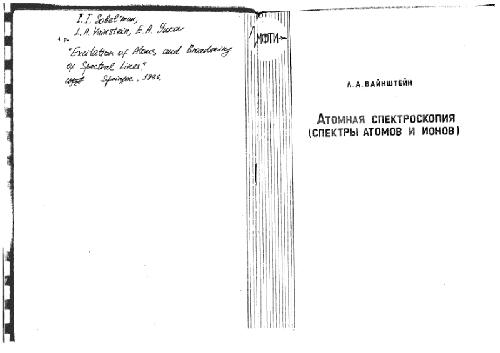 I. I. Sobel'man,
L.A. Vainstein, E.A. Yukov
"Excitation of Atoms and Broadening
of Spectral Lines"
Springer,
МФТИ
Л. А. ВАЙНШТЕЙН
АТОМНАЯ СПЕКТРОСКОПИЯ
(СПЕКТРЫ АТОМОВ И ИОНОВ)